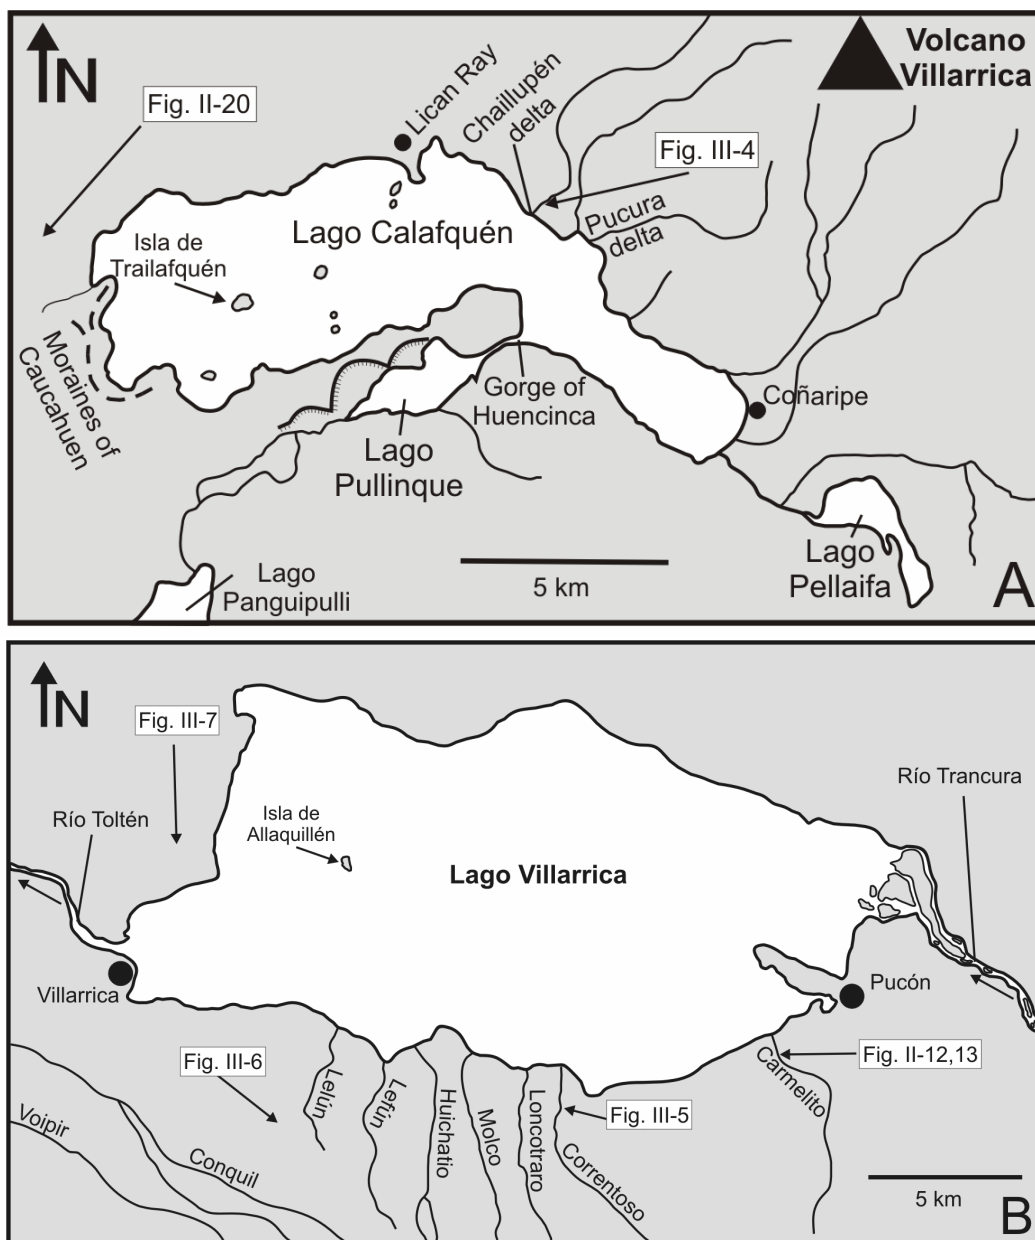 N
Fig. II-20
Lican Ray
Chaillupén
delta
Volcano
Villarrica
Fig. III-4
Pucura
delta
Lago Calafquén
Isla de
Trailafquén
Moraines of
Caucahuen
Gorge of
Huencinca
Coñaripe
Lago
Pullinque
Lago
Panguipulli
5 km
Lago
Pellaifa
A
N
Fig. III-7
Río Trancura
Río Toltén
Isla de
Allaquillén
Lago Villarrica
Villarrica
Pucón
Fig. III-6
Lelún
Lefún
Huichatio
Molco
Loncotraro
Correntoso
Fig. III-5
Carmelito
Fig. II-12,13
Voipir
Conquil
5 km
B